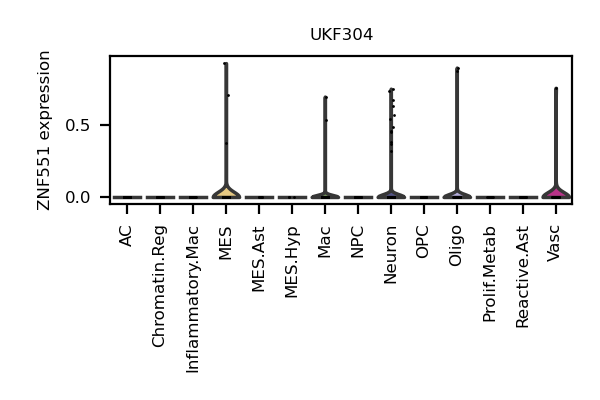 UKF304
ZNF551 expression
0.5
0.0
AC
Chromatin.Reg
Inflammatory.Mac
MES
MES.Ast
MES.Hyp
Mac
NPC
Neuron
OPC
Oligo
Prolif.Metab
Reactive.Ast
Vasc